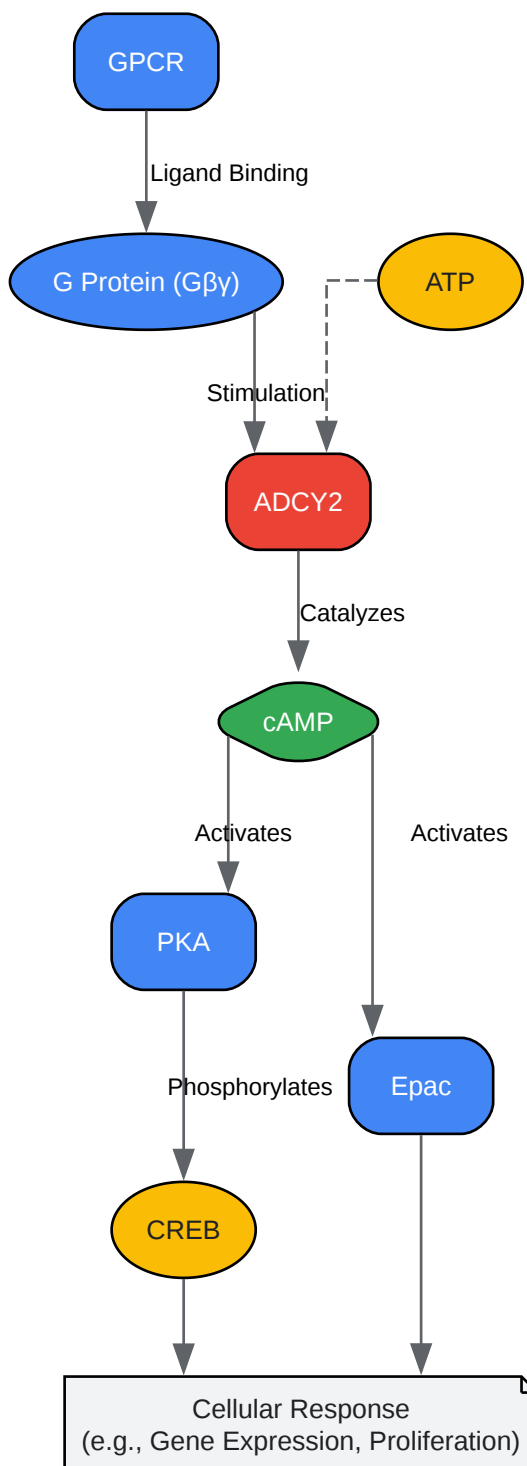 GPCR
Ligand Binding
G Protein (Gβγ)
ATP
Stimulation
ADCY2
Catalyzes
cAMP
Activates
Activates
PKA
Phosphorylates
Epac
CREB
Cellular Response
(e.g., Gene Expression, Proliferation)